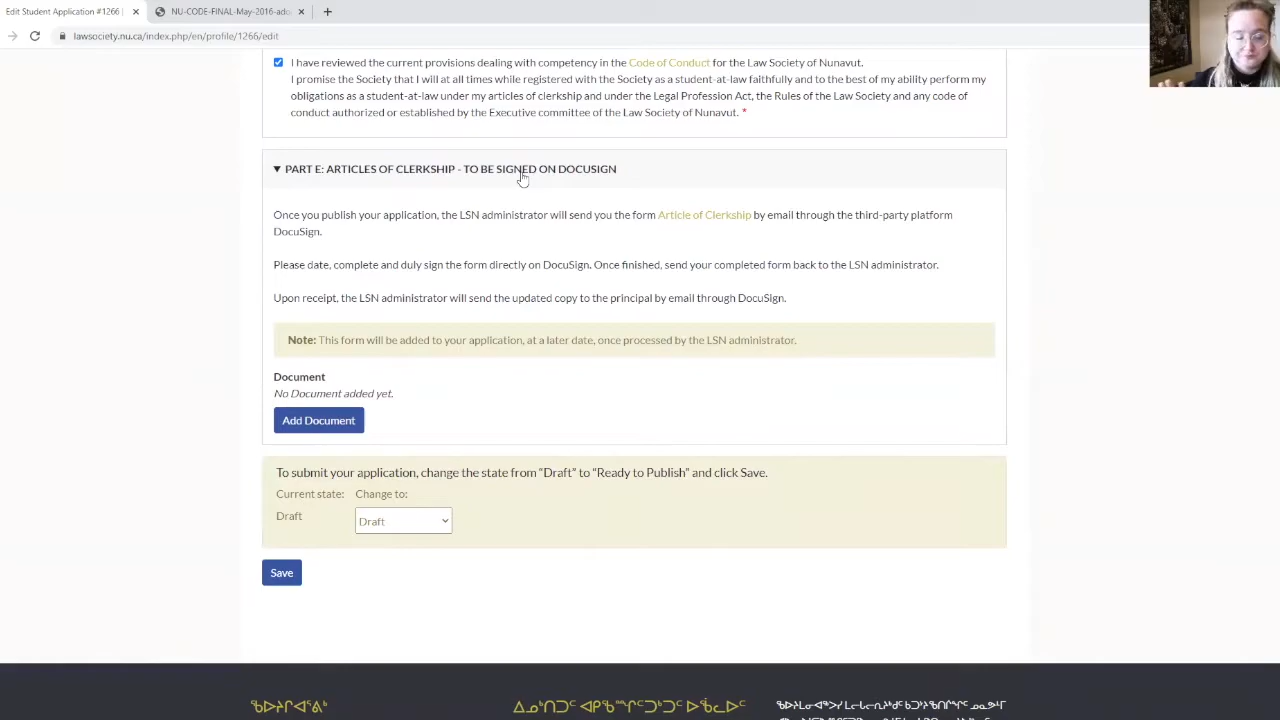 Edit Student Application #1266 |
NU-CODE-FINAL-May-2016-ado
lawsociety.nu.ca/index.php/en/profile/1266/edit
I have reviewed the current provisions dealing with competency in the Code of Conduct for the Law Society of Nunavut.
I promise the Society that I will at all times while registered with the Society as a student-at-law faithfully and to the best of my ability perform my
obligations as a student-at-law under my articles of clerkship and under the Legal Profession Act, the Rules of the Law Society and any code of
conduct authorized or established by the Executive committee of the Law Society of Nunavut. *
PART E: ARTICLES OF CLERKSHIP - TO BE SIGNED ON DOCUSIGN
Once you publish your application, the LSN administrator will send you the form Article of Clerkship by email through the third-party platform
DocuSign.
Please date, complete and duly sign the form directly on DocuSign. Once finished, send your completed form back to the LSN administrator.
Upon receipt, the LSN administrator will send the updated copy to the principal by email through DocuSign.
Note: This form will be added to your application, at a later date, once processed by the LSN administrator.
Document
No Document added yet.
Add Document
To submit your application, change the state from “Draft” to “Ready to Publish” and click Save.
Current state: Change to:
Draft Draft
Save